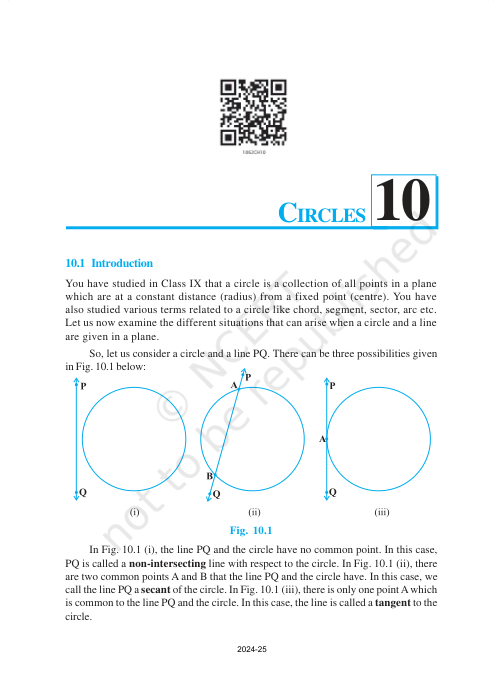 1062CH10
CIRCLES 10
10.1 Introduction
You have studied in Class IX that a circle is a collection of all points in a plane
which are at a constant distance (radius) from a fixed point (centre). You have
also studied various terms related to a circle like chord, segment, sector, arc etc.
Let us now examine the different situations that can arise when a circle and a line
are given in a plane.
So, let us consider a circle and a line PQ. There can be three possibilities given
in Fig. 10.1 below:
P
Q
(i)
P
A
B
Q
(ii)
P
A
Q
(iii)
Fig. 10.1
In Fig. 10.1 (i), the line PQ and the circle have no common point. In this case,
PQ is called a non-intersecting line with respect to the circle. In Fig. 10.1 (ii), there
are two common points A and B that the line PQ and the circle have. In this case, we
call the line PQ a secant of the circle. In Fig. 10.1 (iii), there is only one point A which
is common to the line PQ and the circle. In this case, the line is called a tangent to the
circle.
© NCERT
not to be republished
2024-25